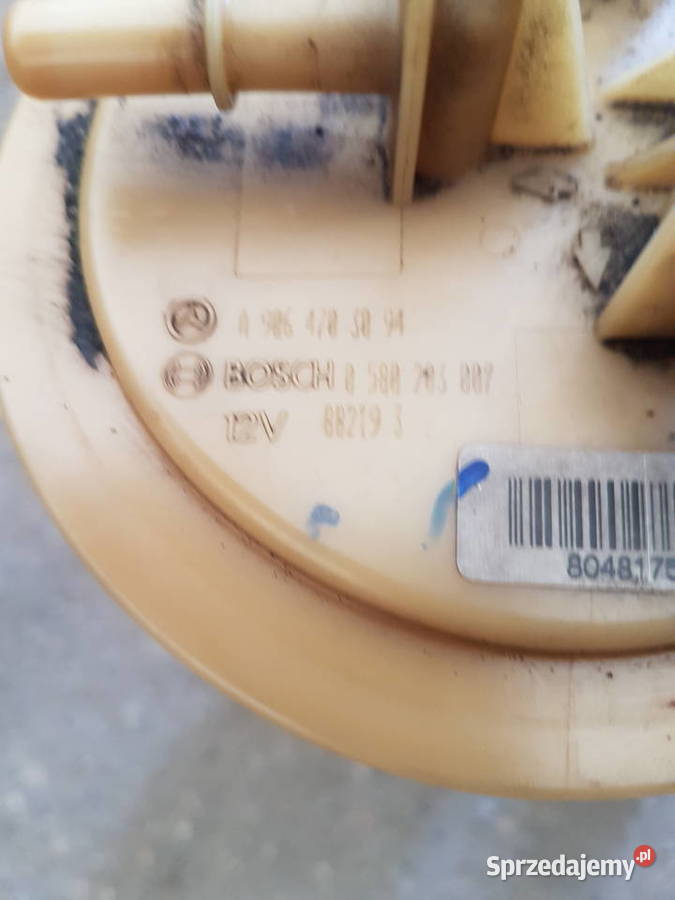 A 906 470 30 94
BOSCH 0 580 203 007
12V 88219 3
8048175
Sprzedajemy.pl